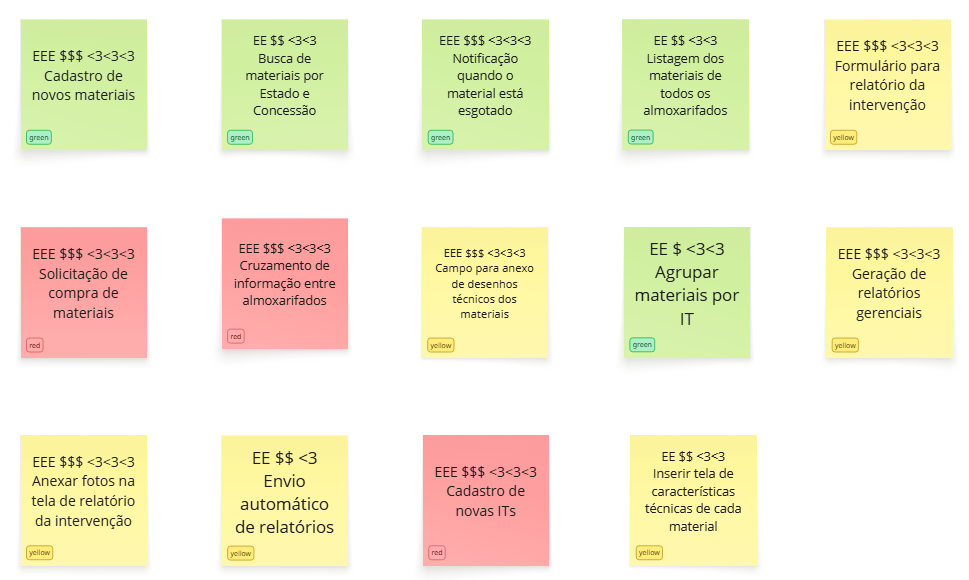 EEE $$$ <3<3<3
Cadastro de
novos materiais
green
EE $$ <3<3
Busca de
materiais por
Estado e
Concessão
green
EEE $$$ <3<3<3
Notificação
quando o
material está
esgotado
green
EE $$ <3<3
Listagem dos
materiais de
todos os
almoxarifados
green
EEE $$$ <3<3<3
Formulário para
relatório da
intervenção
yellow
EEE $$$ <3<3<3
Solicitação de
compra de
materiais
red
EEE $$$ <3<3<3
Cruzamento de
informação entre
almoxarifados
red
EEE $$$ <3<3<3
Campo para anexo
de desenhos
técnicos dos
materiais
yellow
EE $ <3<3
Agrupar
materiais por
IT
green
EEE $$$ <3<3<3
Geração de
relatórios
gerenciais
yellow
EEE $$$ <3<3<3
Anexar fotos na
tela de relatório
da intervenção
yellow
EE $$ <3
Envio
automático
de relatórios
yellow
EEE $$$ <3<3<3
Cadastro de
novas ITs
red
EE $$ <3<3
Inserir tela de
características
técnicas de cada
material
yellow